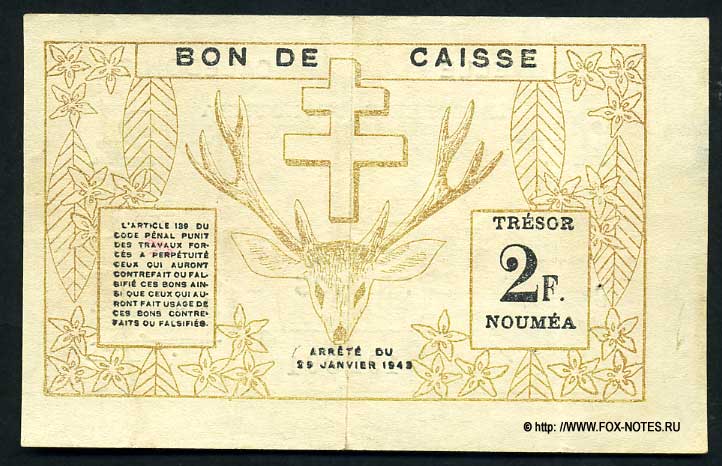 BON DE CAISSE
L'ARTICLE 139 DU
CODE PÉNAL PUNIT
DES TRAVAUX FOR-
CÉS A PERPÉTUITÉ
CEUX QUI AURONT
CONTREFAIT OU FAL-
SIFIÉ CES BONS AIN-
SI QUE CEUX QUI AU-
RONT FAIT USAGE DE
CES BONS CONTRE-
FAITS OU FALSIFIÉS.
TRÉSOR
2F.
NOUMÉA
ARRÊTÉ DU
29 JANVIER 1943
© http: //WWW.FOX-NOTES.RU